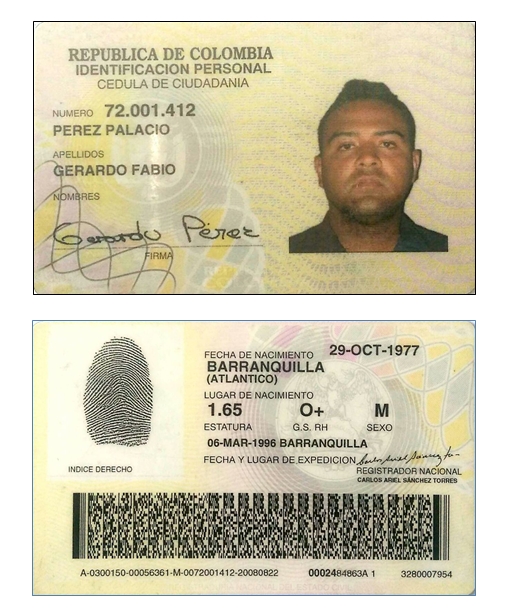 REPUBLICA DE COLOMBIA
IDENTIFICACION PERSONAL
CEDULA DE CIUDADANIA
NUMERO 72.001.412
PEREZ PALACIO
APELLIDOS
GERARDO FABIO
NOMBRES
Gerardo Pérez
FIRMA
FECHA DE NACIMIENTO 29-OCT-1977
BARRANQUILLA
(ATLANTICO)
LUGAR DE NACIMIENTO
1.65 O+ M
ESTATURA G.S. RH SEXO
06-MAR-1996 BARRANQUILLA
FECHA Y LUGAR DE EXPEDICION
INDICE DERECHO
REGISTRADOR NACIONAL
CARLOS ARIEL SÁNCHEZ TORRES
A-0300150-00056361-M-0072001412-20080822 0002484863A 1 3280007954